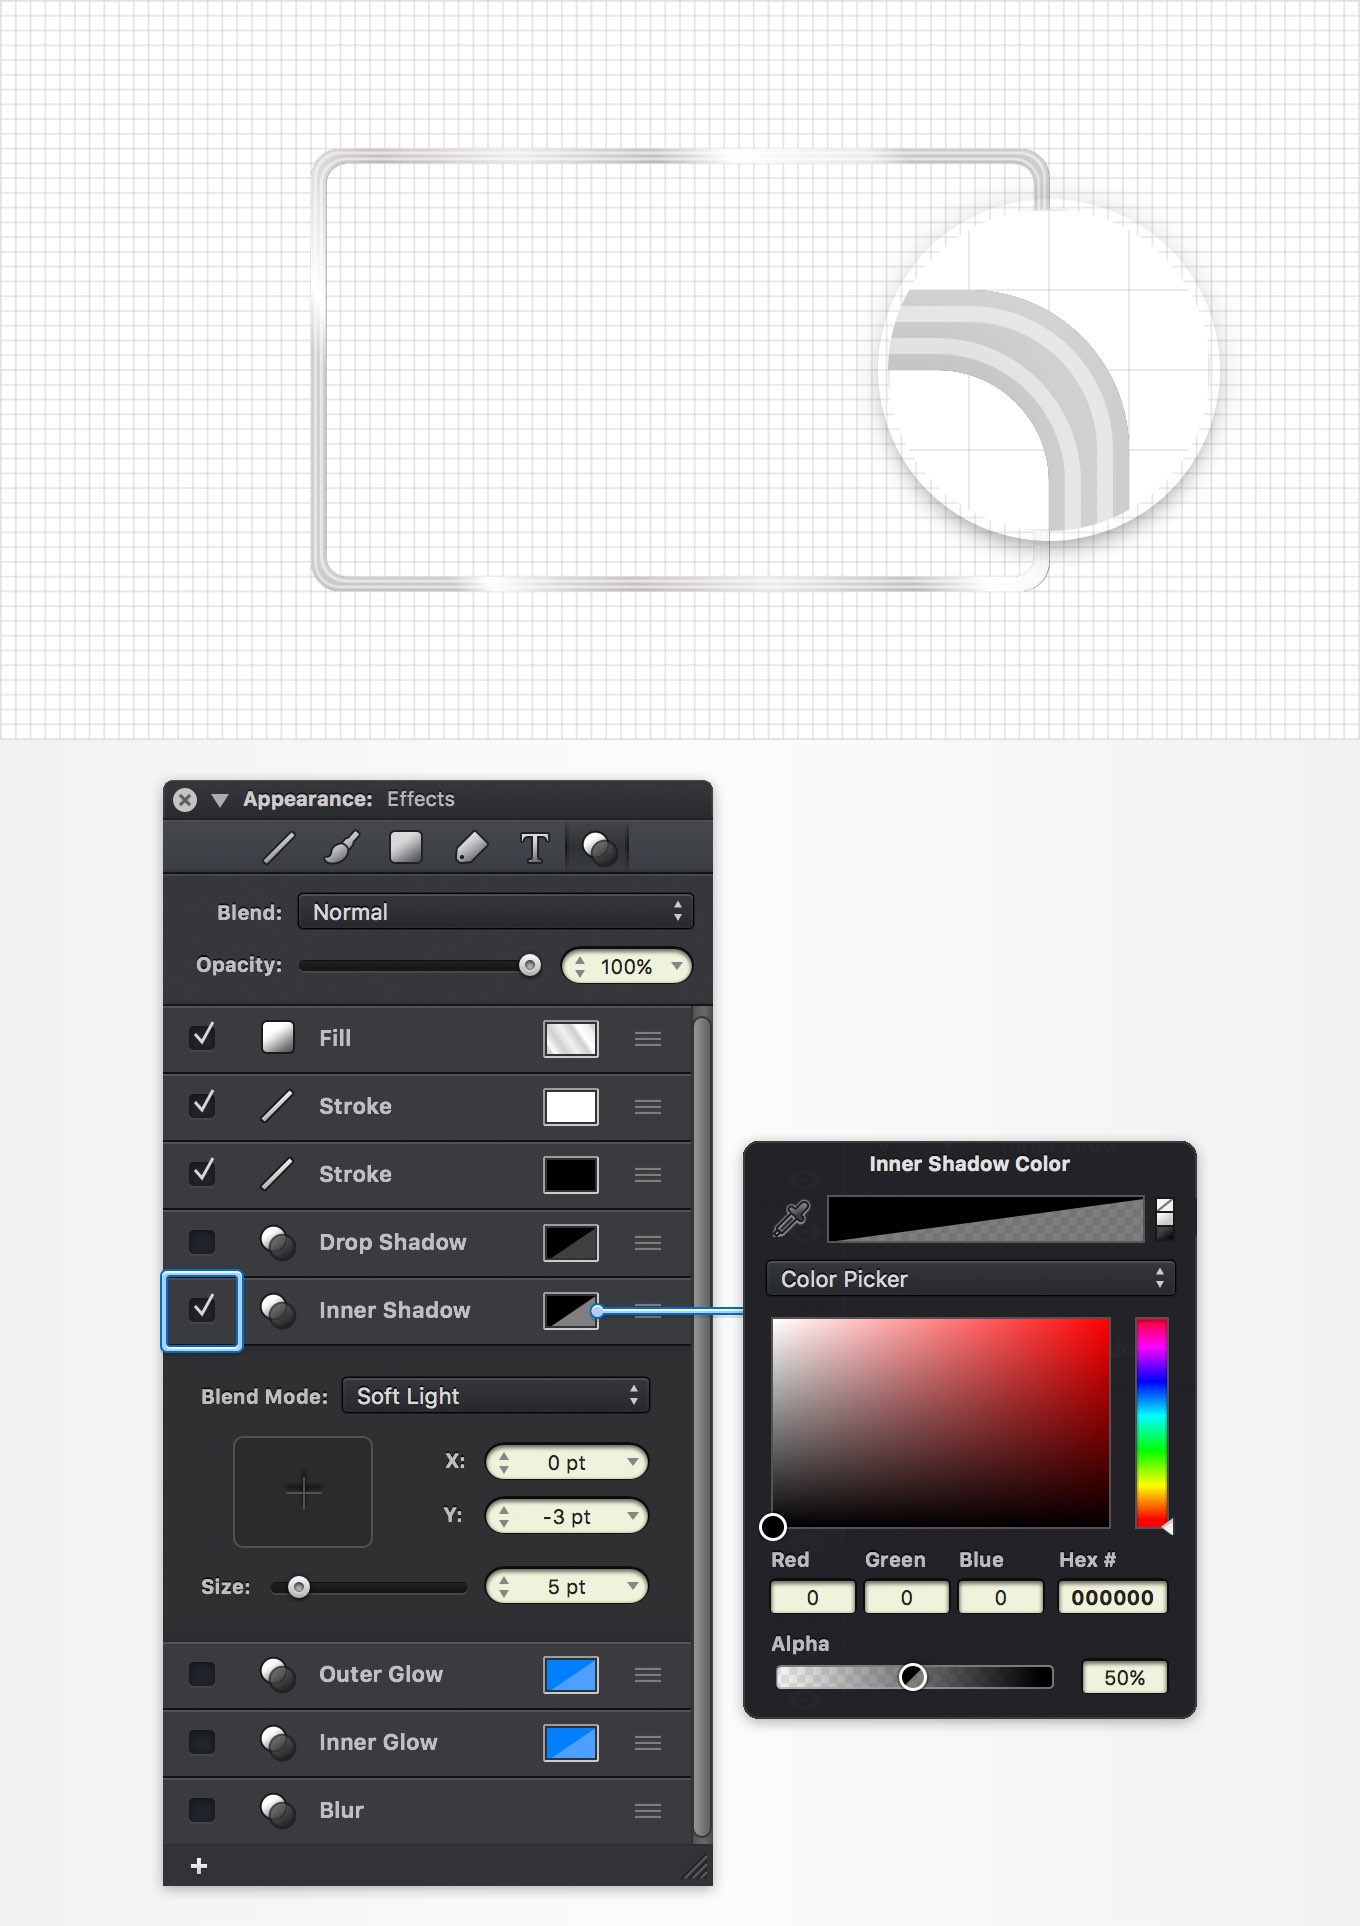 Appearance: Effects
T
Blend: Normal
Opacity: 100%
Fill
Stroke
Stroke
Drop Shadow
Inner Shadow
Blend Mode: Soft Light
X: 0 pt
Y: -3 pt
Size: 5 pt
Outer Glow
Inner Glow
Blur
+
Inner Shadow Color
Color Picker
Red Green Blue Hex #
0 0 0 000000
Alpha
50%